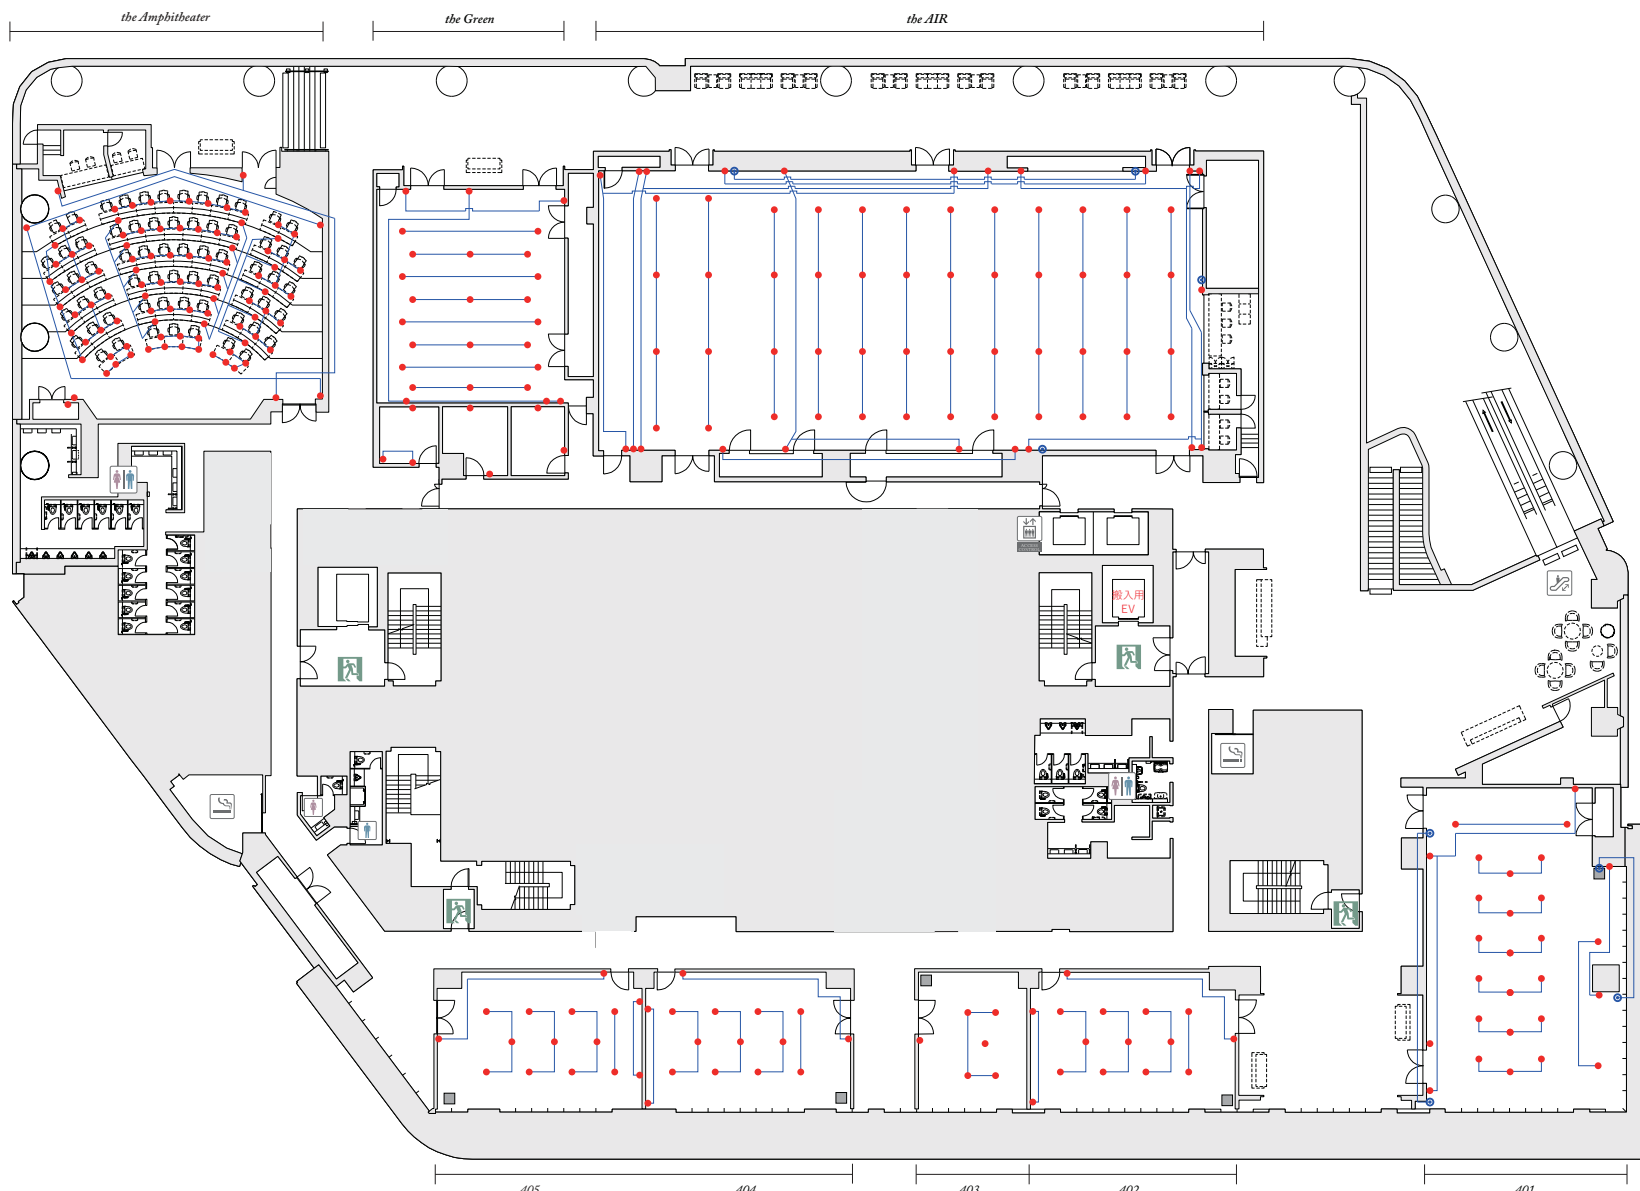 the Amphitheater
the Green
the AIR
搬入用
EV
405
404
403
402
401